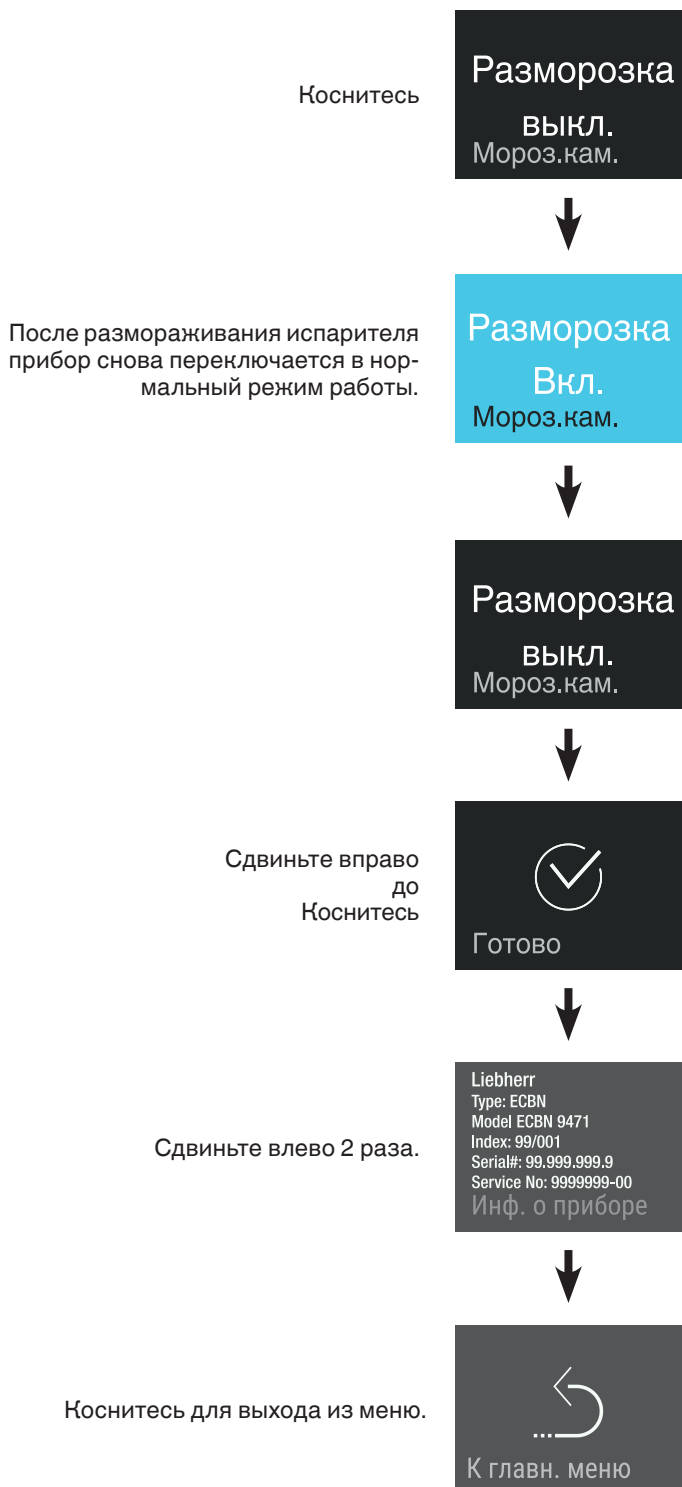 Коснитесь
Разморозка
выкл.
Мороз.кам.
После размораживания испарителя
прибор снова переключается в нор-
мальный режим работы.
Разморозка
Вкл.
Мороз.кам.
Разморозка
выкл.
Мороз.кам.
Сдвиньте вправо
до
Коснитесь
Готово
Сдвиньте влево 2 раза.
Liebherr
Type: ECBN
Model ECBN 9471
Index: 99/001
Serial#: 99.999.999.9
Service No: 9999999-00
Инф. о приборе
Коснитесь для выхода из меню.
К главн. меню